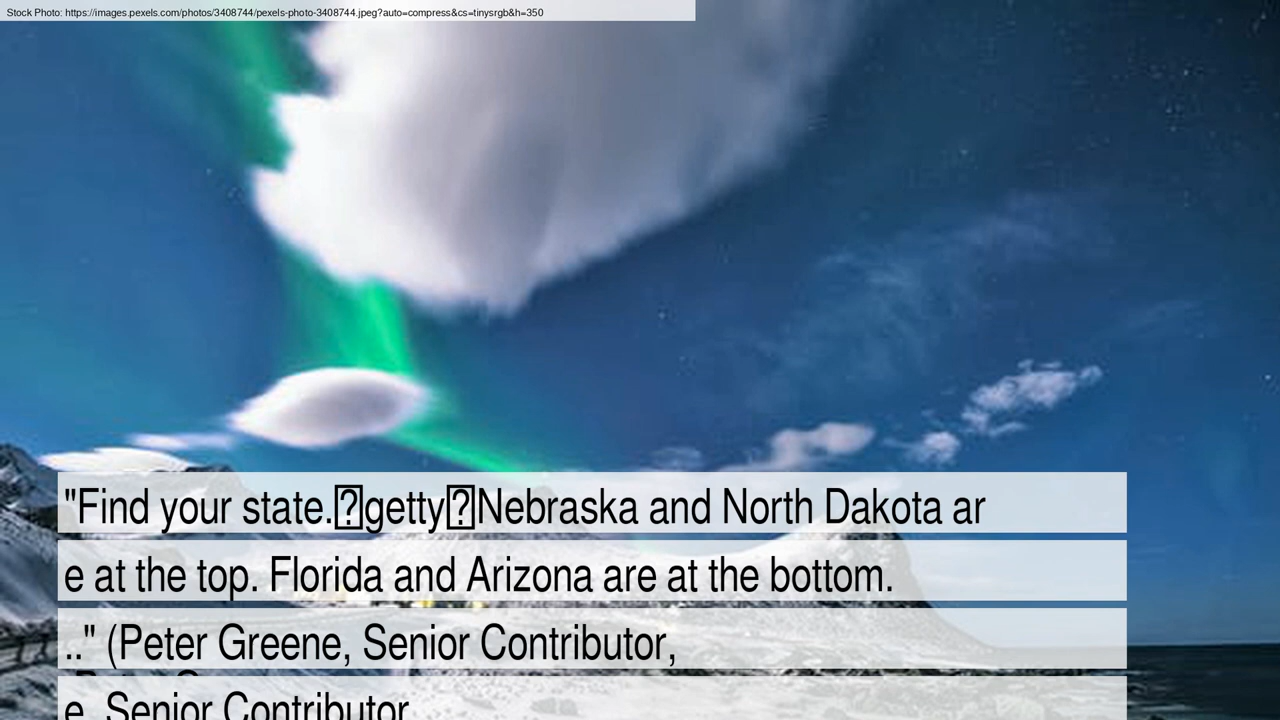 Stock Photo: https://images.pexels.com/photos/3408744/pexels-photo-3408744.jpeg?auto=compress&cs=tinysrgb&h=350
"Find your state.⍰getty⍰Nebraska and North Dakota ar
e at the top. Florida and Arizona are at the bottom.
.." (Peter Greene, Senior Contributor,
e, Senior Contributor